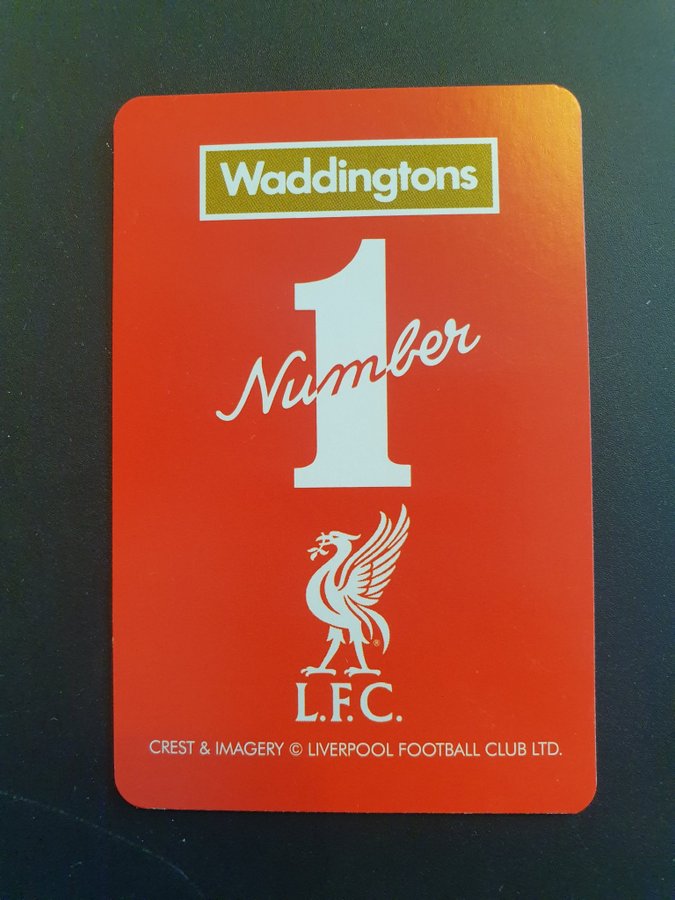 Waddingtons
1
Number
®
L.F.C.
CREST & IMAGERY © LIVERPOOL FOOTBALL CLUB LTD.